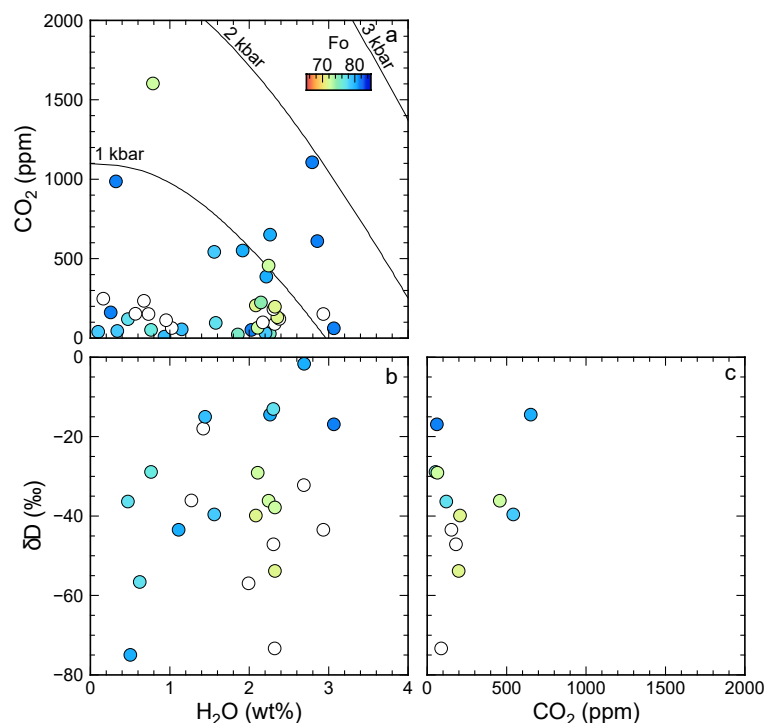 2000
1500
1000
500
0
CO₂ (ppm)
a
Fo
70 80
1 kbar
2 kbar
3 kbar
0
−20
−40
−60
−80
δD (‰)
b
0 1 2 3 4
H₂O (wt%)
c
0 500 1000 1500 2000
CO₂ (ppm)